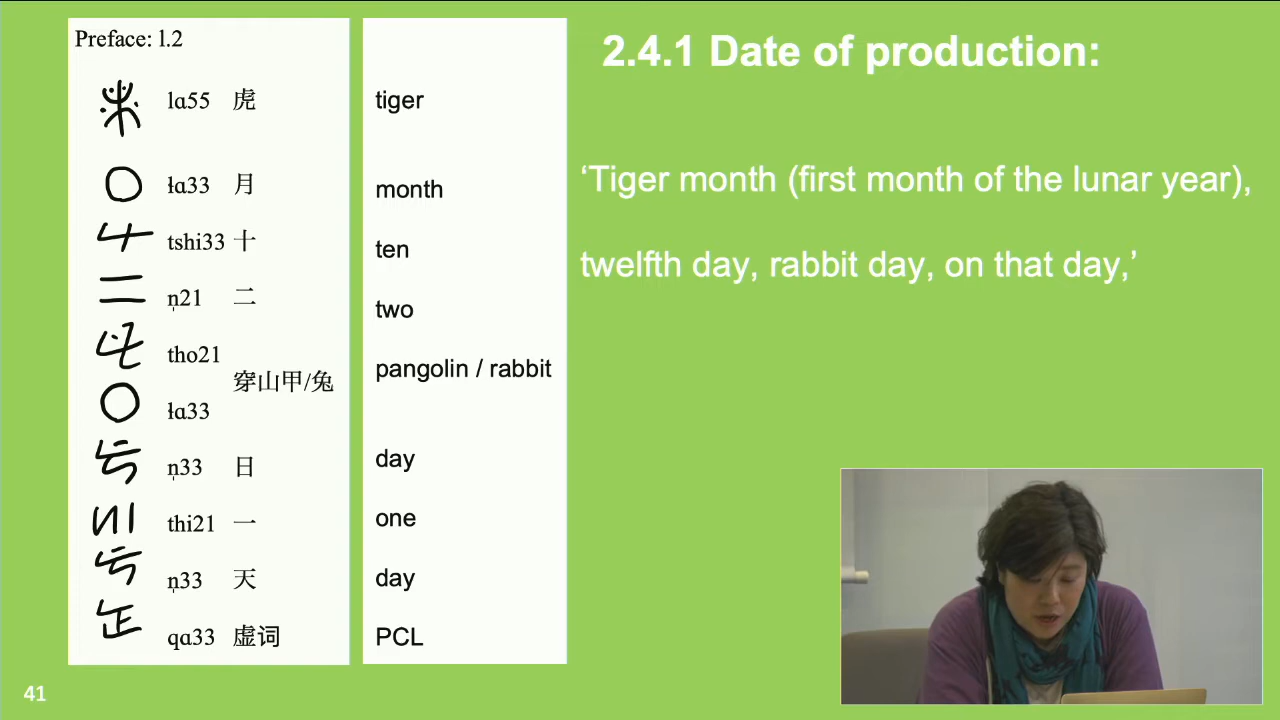 Preface: l.2
lɑ55 虎 tiger
ɬɑ33 月 month
tshi33 十 ten
n̩21 二 two
tho21
穿山甲/兔 pangolin / rabbit
ɬɑ33
n̩33 日 day
thi21 一 one
n̩33 天 day
qɑ33 虚词 PCL
2.4.1 Date of production:
‘Tiger month (first month of the lunar year),
twelfth day, rabbit day, on that day,’
41